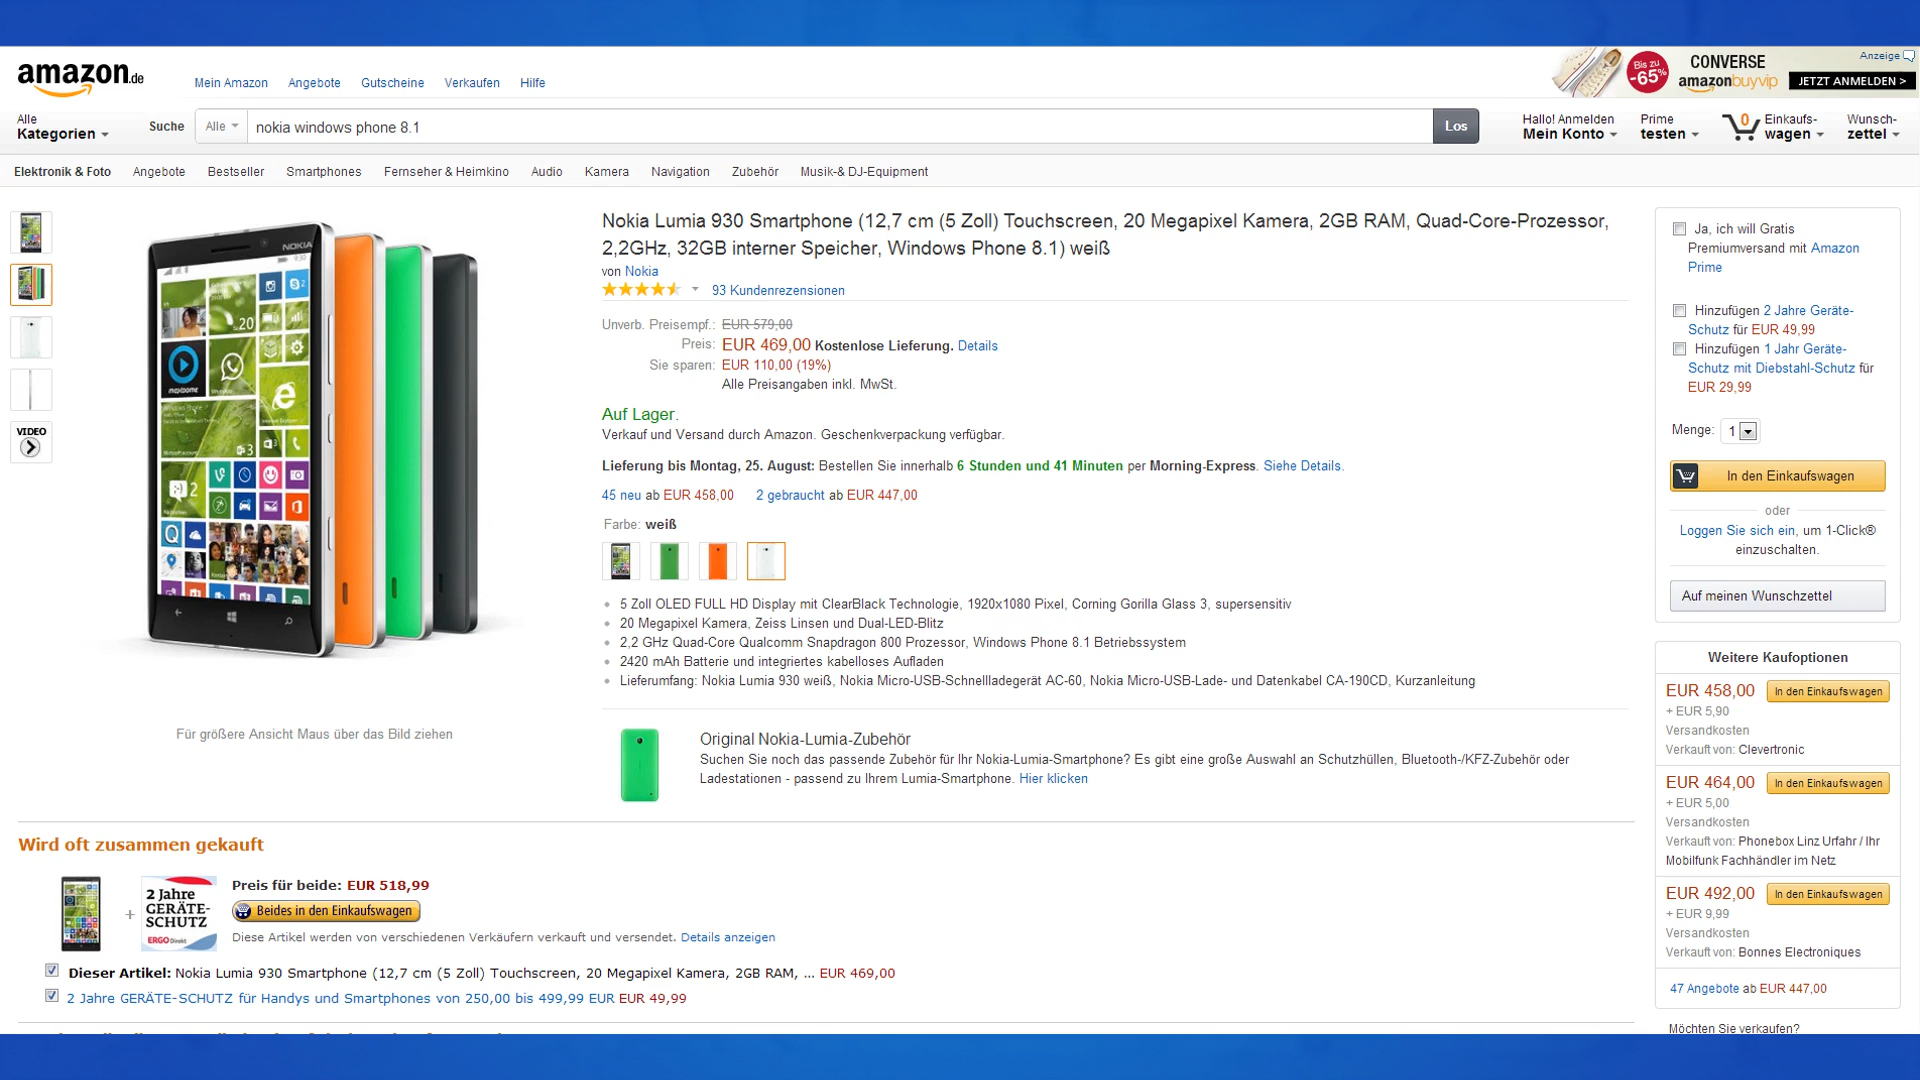 amazon.de
Mein Amazon Angebote Gutscheine Verkaufen Hilfe
Bis zu -65%
CONVERSE
amazonbuyvip
Anzeige
JETZT ANMELDEN >
Alle Kategorien
Suche Alle nokia windows phone 8.1 Los
Hallo! Anmelden
Mein Konto
Prime testen
0 Einkaufswagen
Wunschzettel
Elektronik & Foto Angebote Bestseller Smartphones Fernseher & Heimkino Audio Kamera Navigation Zubehör Musik-& DJ-Equipment
VIDEO
NOKIA
Für größere Ansicht Maus über das Bild ziehen
Nokia Lumia 930 Smartphone (12,7 cm (5 Zoll) Touchscreen, 20 Megapixel Kamera, 2GB RAM, Quad-Core-Prozessor,
2,2GHz, 32GB interner Speicher, Windows Phone 8.1) weiß
von Nokia
93 Kundenrezensionen
Unverb. Preisempf.: EUR 579,00
Preis: EUR 469,00 Kostenlose Lieferung. Details
Sie sparen: EUR 110,00 (19%)
Alle Preisangaben inkl. MwSt.
Auf Lager.
Verkauf und Versand durch Amazon. Geschenkverpackung verfügbar.
Lieferung bis Montag, 25. August: Bestellen Sie innerhalb 6 Stunden und 41 Minuten per Morning-Express. Siehe Details.
45 neu ab EUR 458,00 2 gebraucht ab EUR 447,00
Farbe: weiß
5 Zoll OLED FULL HD Display mit ClearBlack Technologie, 1920x1080 Pixel, Corning Gorilla Glass 3, supersensitiv
20 Megapixel Kamera, Zeiss Linsen und Dual-LED-Blitz
2,2 GHz Quad-Core Qualcomm Snapdragon 800 Prozessor, Windows Phone 8.1 Betriebssystem
2420 mAh Batterie und integriertes kabelloses Aufladen
Lieferumfang: Nokia Lumia 930 weiß, Nokia Micro-USB-Schnellladegerät AC-60, Nokia Micro-USB-Lade- und Datenkabel CA-190CD, Kurzanleitung
Original Nokia-Lumia-Zubehör
Suchen Sie noch das passende Zubehör für Ihr Nokia-Lumia-Smartphone? Es gibt eine große Auswahl an Schutzhüllen, Bluetooth-/KFZ-Zubehör oder
Ladestationen - passend zu Ihrem Lumia-Smartphone. Hier klicken
Ja, ich will Gratis
Premiumversand mit Amazon
Prime
Hinzufügen 2 Jahre Geräte-
Schutz für EUR 49,99
Hinzufügen 1 Jahr Geräte-
Schutz mit Diebstahl-Schutz für
EUR 29,99
Menge: 1
In den Einkaufswagen
oder
Loggen Sie sich ein, um 1-Click®
einzuschalten.
Auf meinen Wunschzettel
Weitere Kaufoptionen
EUR 458,00 In den Einkaufswagen
+ EUR 5,90
Versandkosten
Verkauft von: Clevertronic
EUR 464,00 In den Einkaufswagen
+ EUR 5,00
Versandkosten
Verkauft von: Phonebox Linz Urfahr / Ihr
Mobilfunk Fachhändler im Netz
EUR 492,00 In den Einkaufswagen
+ EUR 9,99
Versandkosten
Verkauft von: Bonnes Electroniques
47 Angebote ab EUR 447,00
Möchten Sie verkaufen?
Wird oft zusammen gekauft
+
2 Jahre
GERÄTE-
SCHUTZ
ERGO Direkt
Preis für beide: EUR 518,99
Beides in den Einkaufswagen
Diese Artikel werden von verschiedenen Verkäufern verkauft und versendet. Details anzeigen
Dieser Artikel: Nokia Lumia 930 Smartphone (12,7 cm (5 Zoll) Touchscreen, 20 Megapixel Kamera, 2GB RAM, ... EUR 469,00
2 Jahre GERÄTE-SCHUTZ für Handys und Smartphones von 250,00 bis 499,99 EUR EUR 49,99